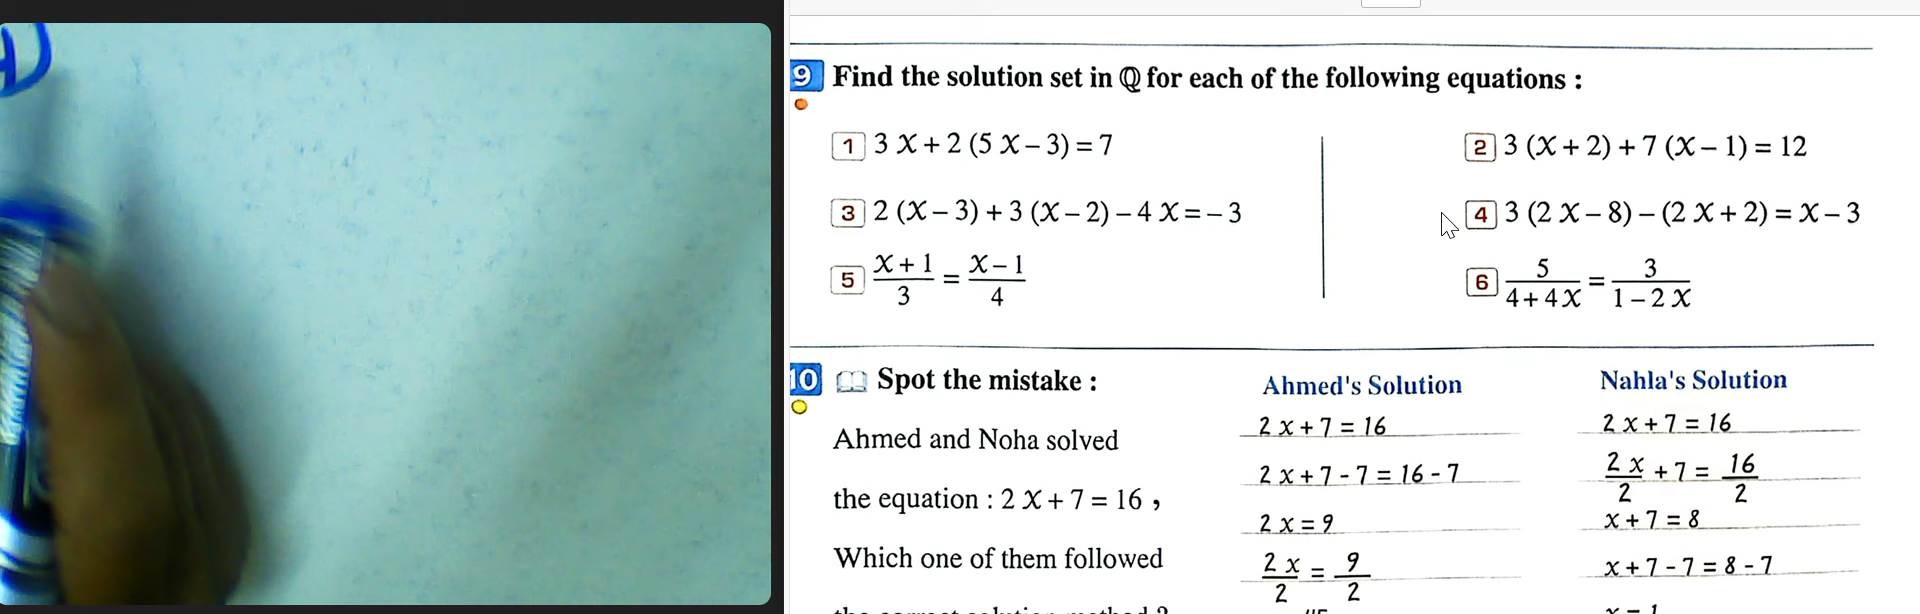 9 Find the solution set in ℚ for each of the following equations :
1 3 x + 2 (5 x – 3) = 7
2 3 (x + 2) + 7 (x – 1) = 12
3 2 (x – 3) + 3 (x – 2) – 4 x = – 3
4 3 (2 x – 8) – (2 x + 2) = x – 3
5 (x + 1)/3 = (x – 1)/4
6 5/(4 + 4 x) = 3/(1 – 2 x)
10 Spot the mistake :
Ahmed and Noha solved
the equation : 2 x + 7 = 16 ,
Which one of them followed
Ahmed's Solution
2 x + 7 = 16
2 x + 7 - 7 = 16 - 7
2 x = 9
2 x/2 = 9/2
Nahla's Solution
2 x + 7 = 16
2 x/2 + 7 = 16/2
x + 7 = 8
x + 7 - 7 = 8 - 7